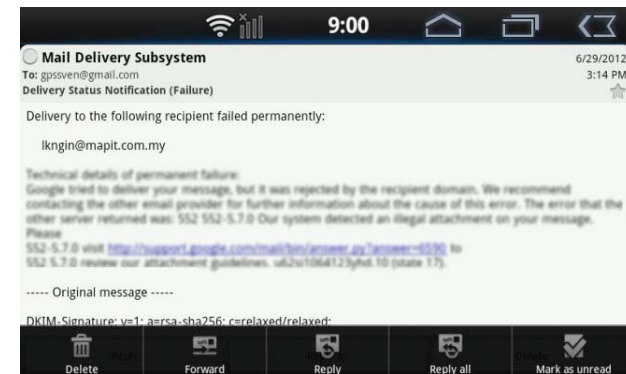 9:00
Mail Delivery Subsystem
6/29/2012
To: gpssven@gmail.com
3:14 PM
Delivery Status Notification (Failure)
Delivery to the following recipient failed permanently:
lkngin@mapit.com.my
Technical details of permanent failure:
Google tried to deliver your message, but it was rejected by the recipient domain. We recommend
contacting the other email provider for further information about the cause of this error. The error that the
other server returned was: 552 552-5.7.0 Our system detected an illegal attachment on your message.
Please
552-5.7.0 visit http://support.google.com/mail/bin/answer.py?answer=6590 to
552 5.7.0 review our attachment guidelines. (state 17).
----- Original message -----
DKIM-Signature: v=1; a=rsa-sha256; c=relaxed/relaxed;
Delete
Forward
Reply
Reply all
Mark as unread